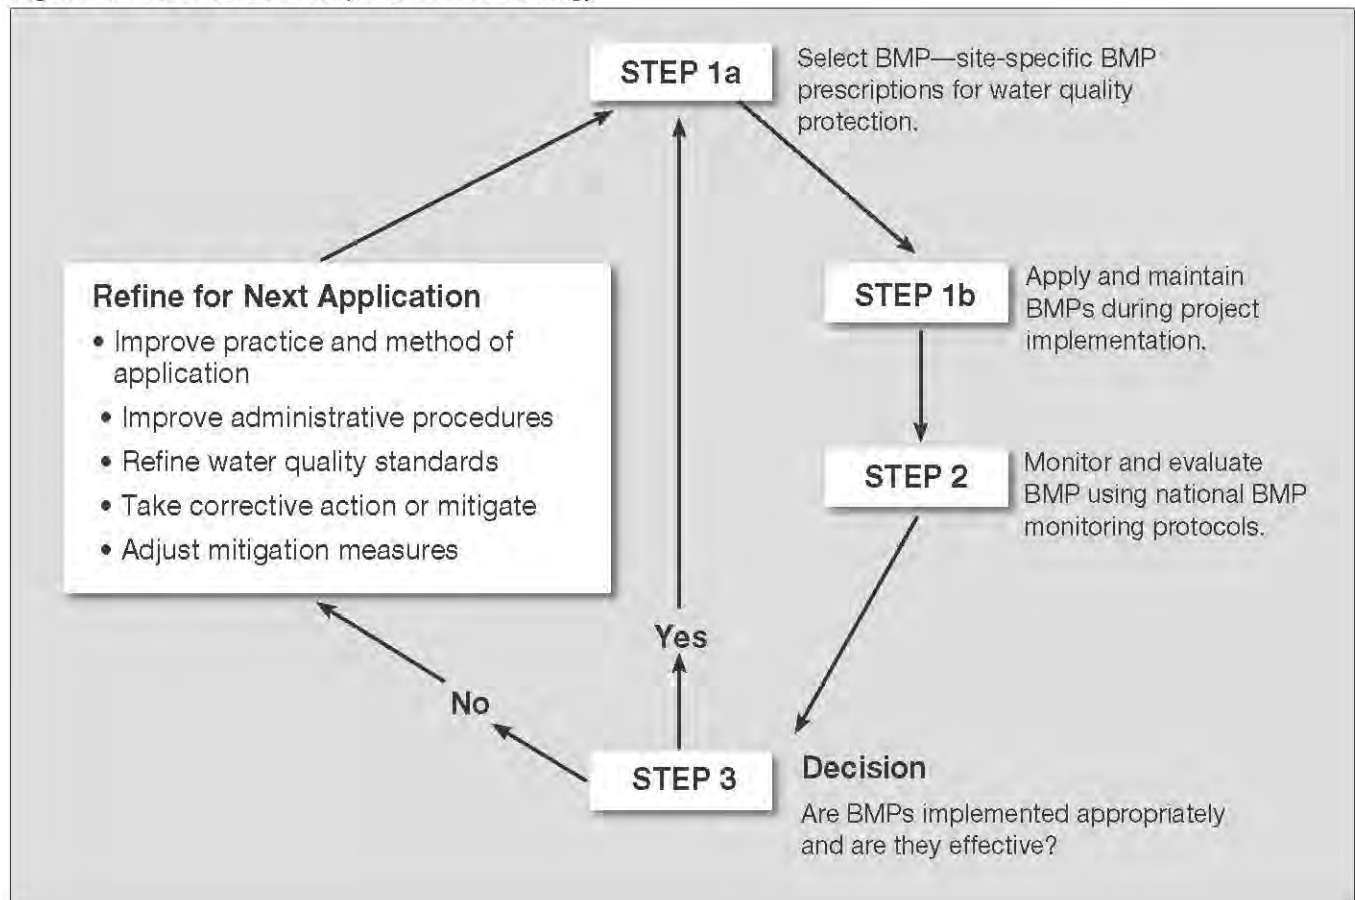 STEP 1a
Select BMP—site-specific BMP
prescriptions for water quality
protection.
STEP 1b
Apply and maintain
BMPs during project
implementation.
STEP 2
Monitor and evaluate
BMP using national BMP
monitoring protocols.
Decision
Are BMPs implemented appropriately
and are they effective?
STEP 3
Yes
No
Refine for Next Application
• Improve practice and method of
application
• Improve administrative procedures
• Refine water quality standards
• Take corrective action or mitigate
• Adjust mitigation measures